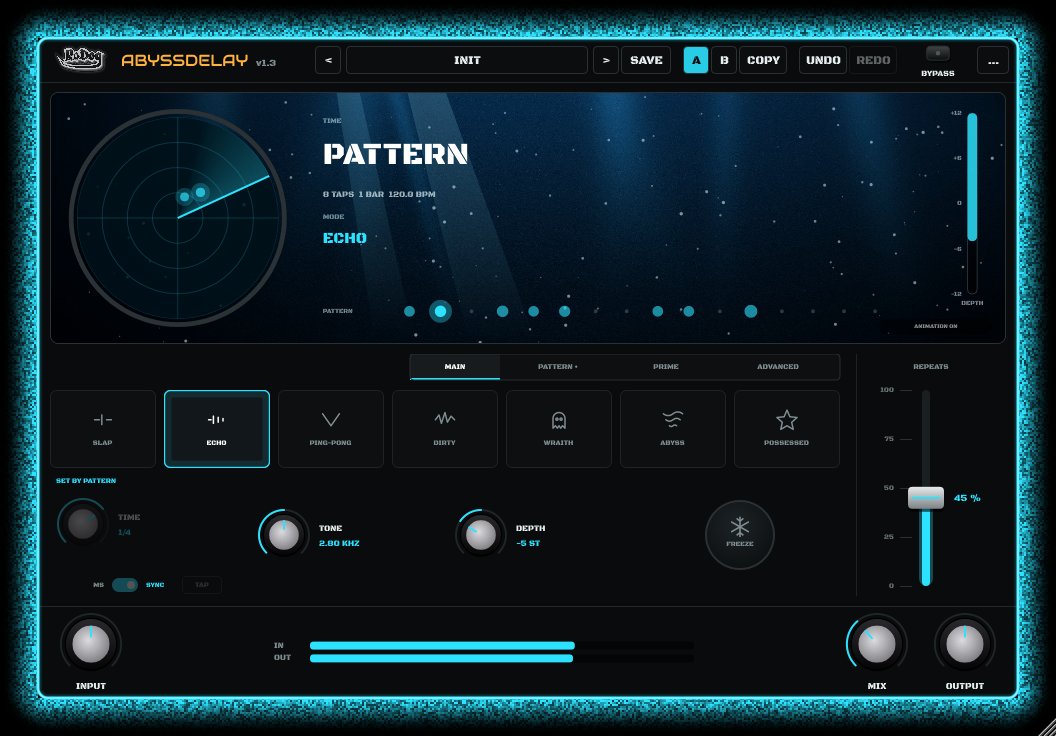 RaDog
ABYSSDELAY v1.3
< INIT > SAVE A B COPY UNDO REDO ...
BYPASS
TIME
PATTERN
8 TAPS 1 BAR 120.0 BPM
MODE
ECHO
PATTERN
+12
+6
0
-6
-12
DEPTH
ANIMATION ON
MAIN PATTERN • PRIME ADVANCED
SLAP ECHO PING-PONG DIRTY WRAITH ABYSS POSSESSED
SET BY PATTERN
TIME
1/4
MS SYNC TAP
TONE
2.80 KHZ
DEPTH
-5 ST
FREEZE
REPEATS
100
75
50
25
0
45 %
INPUT
IN
OUT
MIX
OUTPUT